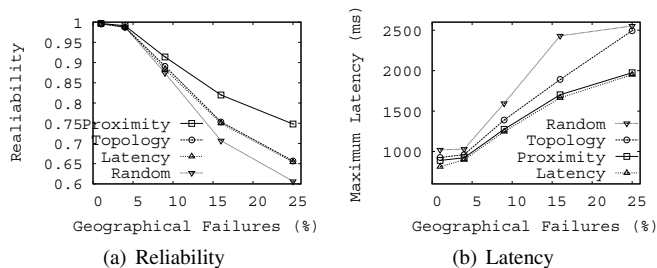 Realiability
1
0.95
0.9
0.85
0.8
0.75
0.7
0.65
0.6
Proximity
Topology
Latency
Random
0 5 10 15 20 25
Geographical Failures (%)
(a) Reliability
Maximum Latency (ms)
2500
2000
1500
1000
Random
Topology
Proximity
Latency
0 5 10 15 20 25
Geographical Failures (%)
(b) Latency